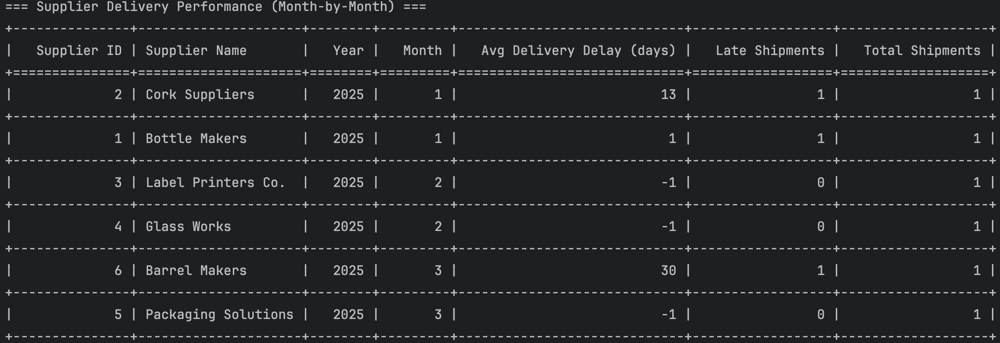 === Supplier Delivery Performance (Month-by-Month) ===
+---------------+---------------------+--------+---------+-----------------------------+------------------+-------------------+
|   Supplier ID | Supplier Name       |   Year |   Month |   Avg Delivery Delay (days) |   Late Shipments |   Total Shipments |
+===============+=====================+========+=========+=============================+==================+===================+
|             2 | Cork Suppliers      |   2025 |       1 |                          13 |                1 |                 1 |
+---------------+---------------------+--------+---------+-----------------------------+------------------+-------------------+
|             1 | Bottle Makers       |   2025 |       1 |                           1 |                1 |                 1 |
+---------------+---------------------+--------+---------+-----------------------------+------------------+-------------------+
|             3 | Label Printers Co.  |   2025 |       2 |                          -1 |                0 |                 1 |
+---------------+---------------------+--------+---------+-----------------------------+------------------+-------------------+
|             4 | Glass Works         |   2025 |       2 |                          -1 |                0 |                 1 |
+---------------+---------------------+--------+---------+-----------------------------+------------------+-------------------+
|             6 | Barrel Makers       |   2025 |       3 |                          30 |                1 |                 1 |
+---------------+---------------------+--------+---------+-----------------------------+------------------+-------------------+
|             5 | Packaging Solutions |   2025 |       3 |                          -1 |                0 |                 1 |
+---------------+---------------------+--------+---------+-----------------------------+------------------+-------------------+